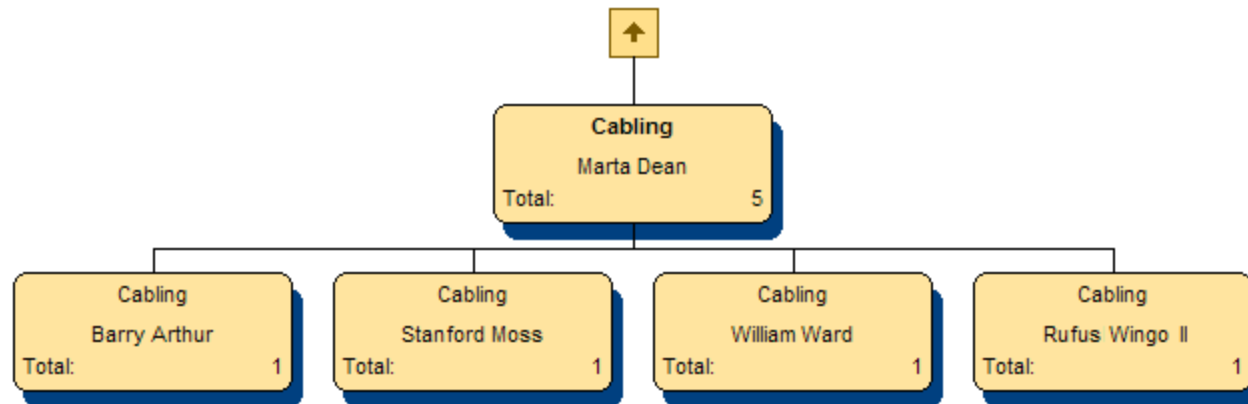 Cabling
Marta Dean
Total: 5
Cabling
Barry Arthur
Total: 1
Cabling
Stanford Moss
Total: 1
Cabling
William Ward
Total: 1
Cabling
Rufus Wingo II
Total: 1